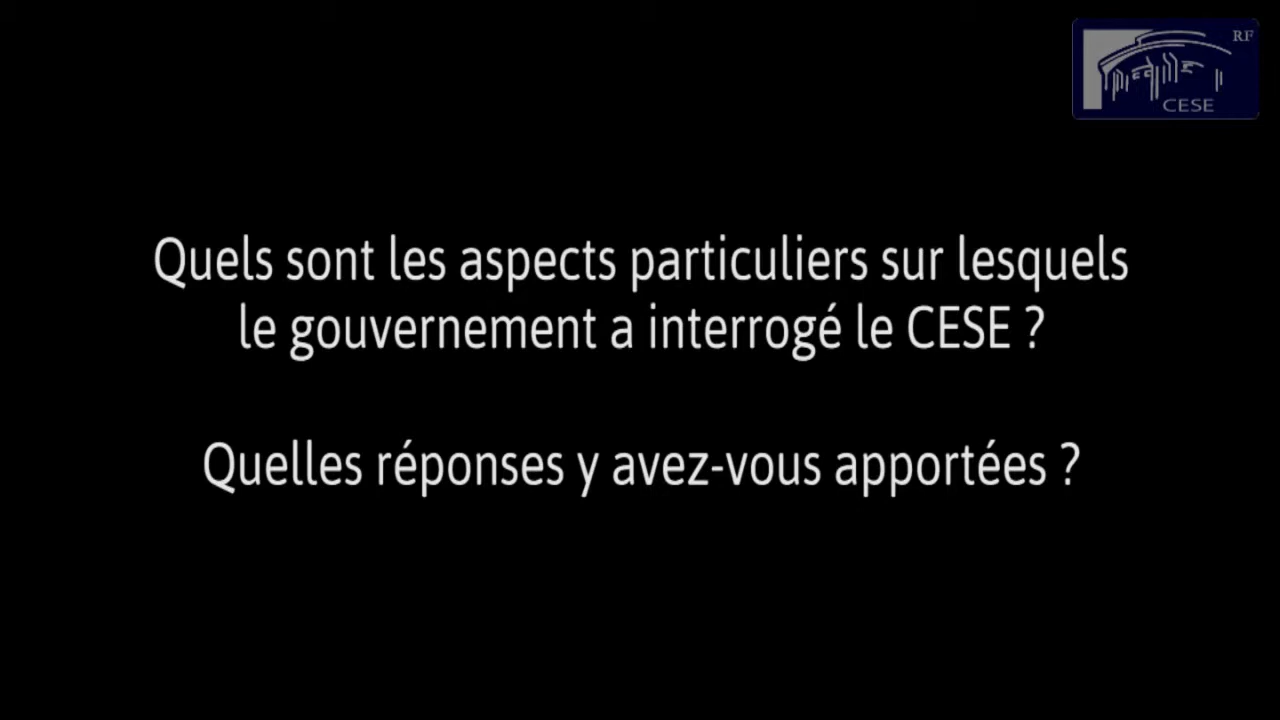 RF
CESE
Quels sont les aspects particuliers sur lesquels
le gouvernement a interrogé le CESE ?
Quelles réponses y avez-vous apportées ?